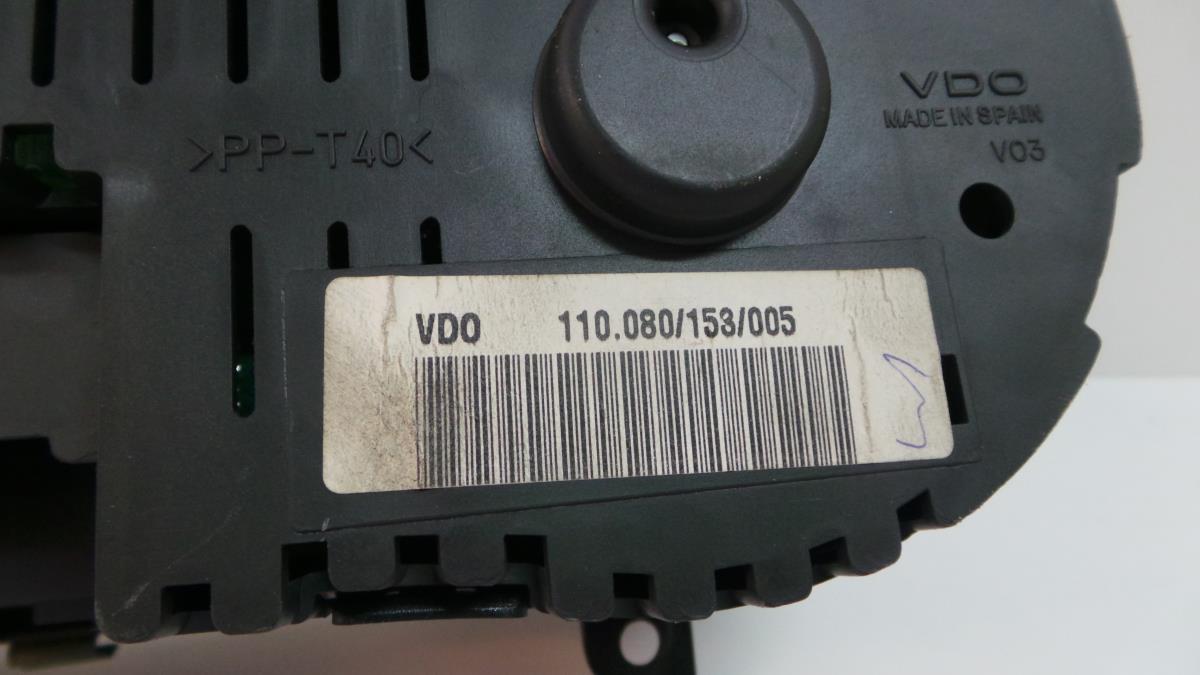 VDO
MADE IN SPAIN
V03
>PP-T40<
VDO 110.080/153/005